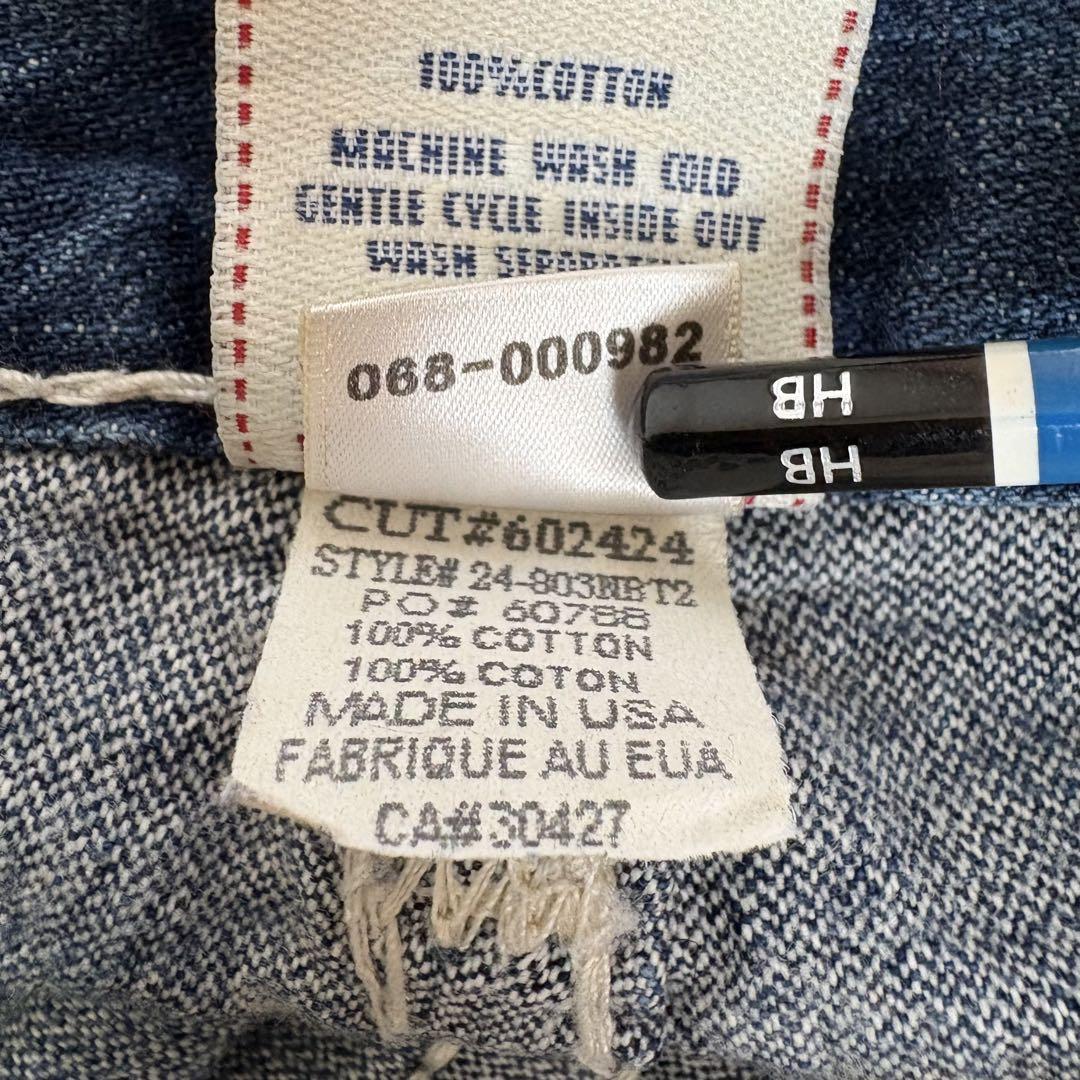 100%COTTON
MACHINE WASH COLD
GENTLE CYCLE INSIDE OUT
WASH
068-000982
HB
HB
CUT#602424
STYLE# 24-803NBT2
PO# 60788
100% COTTON
100% COTON
MADE IN USA
FABRIQUE AU EUA
CA#30427